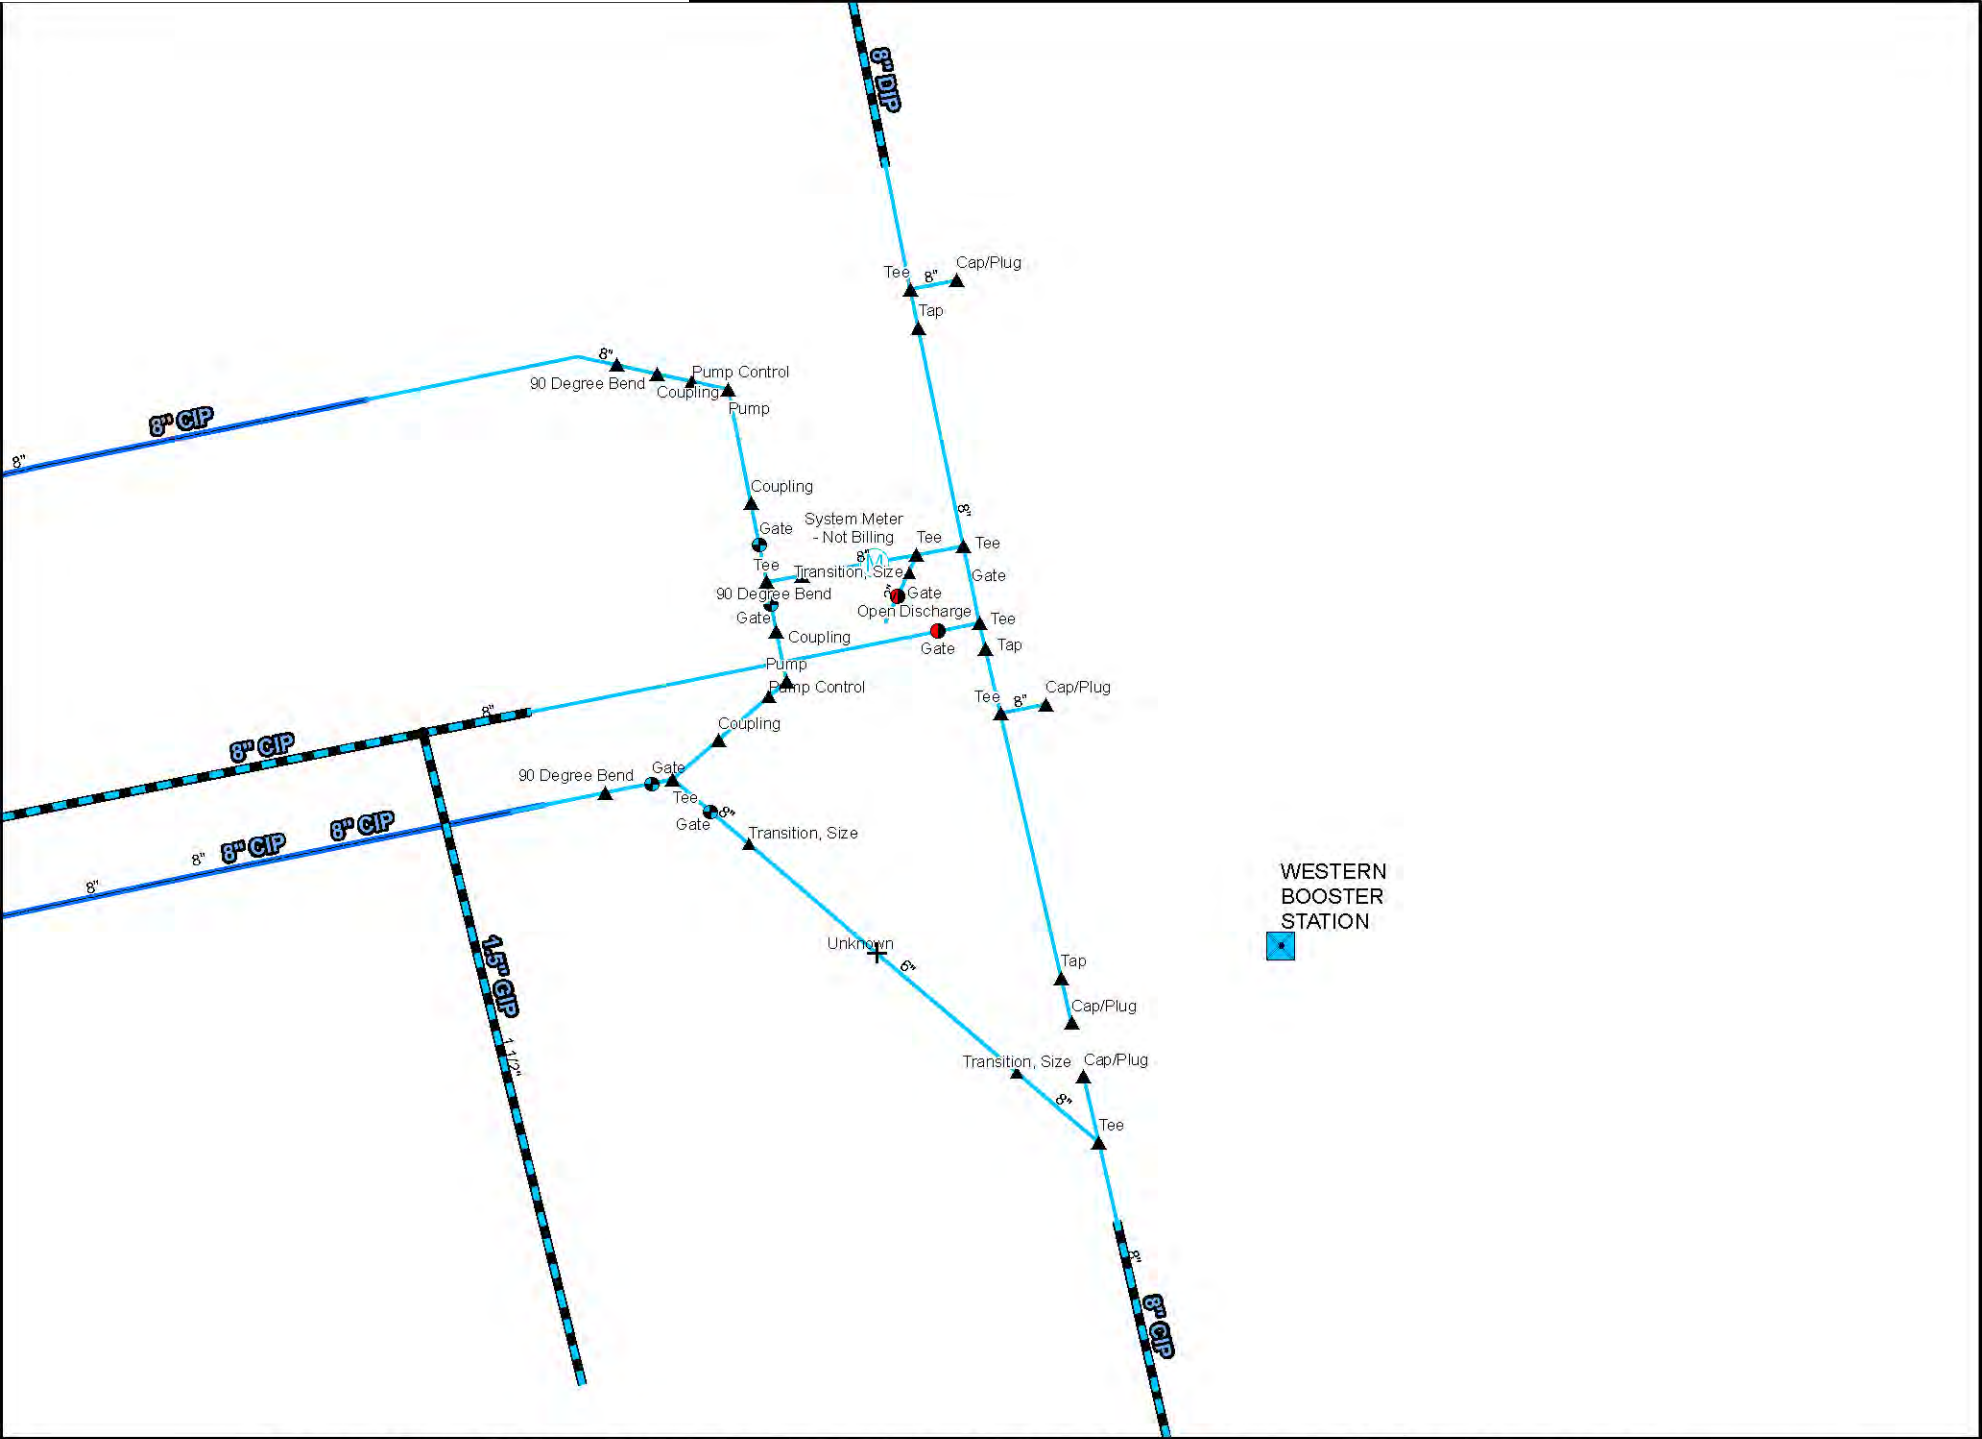 8" DIP
Cap/Plug
Tee
8"
Tap
8"
Pump Control
90 Degree Bend
Coupling
Pump
8" CIP
8"
Coupling
8"
System Meter
- Not Billing
Gate
Tee
Tee
8"
Tee
Transition, Size
Gate
90 Degree Bend
2"
Gate
Open Discharge
Gate
Tee
Coupling
Gate
Tap
Pump
Pump Control
Cap/Plug
Tee
8"
8"
Coupling
8" CIP
Gate
90 Degree Bend
Tee
8"
Gate
8" CIP
Transition, Size
8" CIP
8"
8"
WESTERN
BOOSTER
STATION
Unknown
6"
Tap
1.5" GIP
Cap/Plug
1 1/2"
Transition, Size
Cap/Plug
8"
Tee
8"
8" CIP